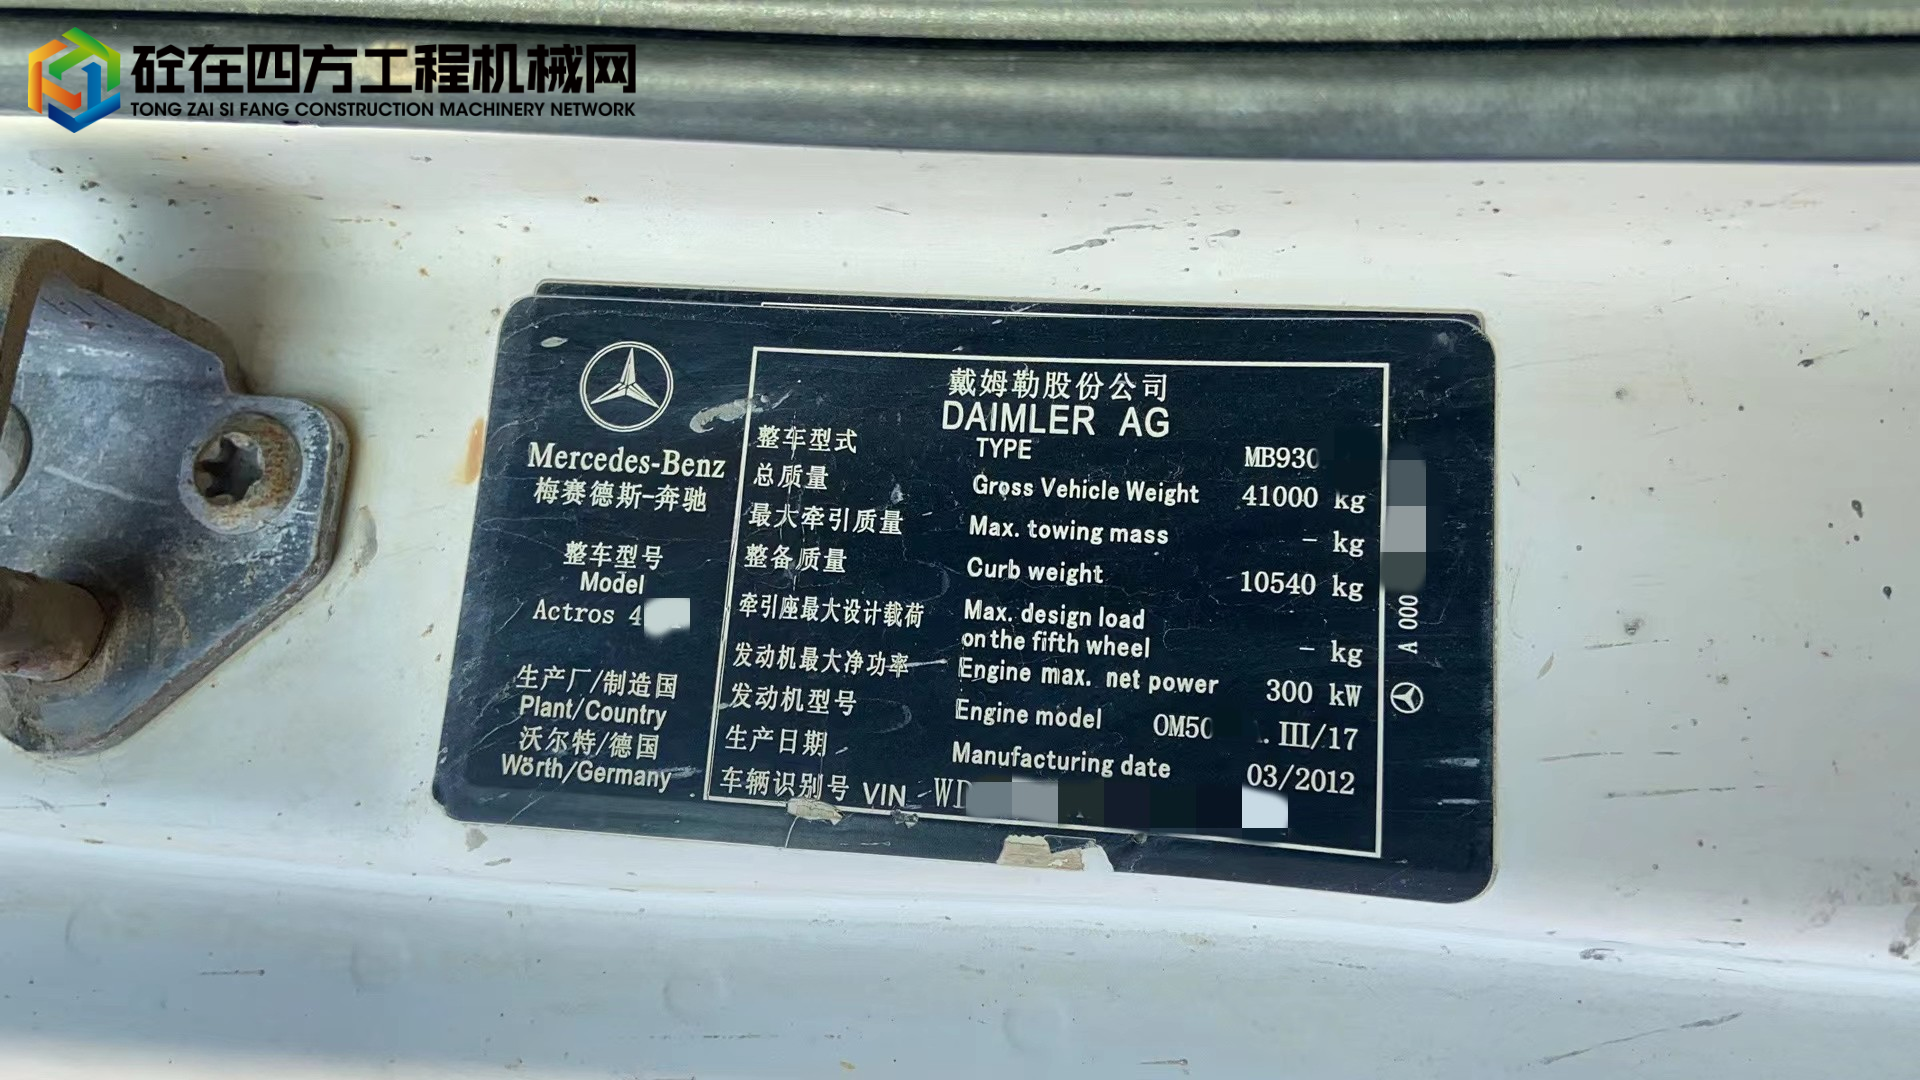 砼在四方工程机械网
TONG ZAI SI FANG CONSTRUCTION MACHINERY NETWORK
Mercedes-Benz
梅赛德斯-奔驰
整车型号
Model
Actros 4
生产厂/制造国
Plant/Country
沃尔特/德国
Wörth/Germany
戴姆勒股份公司
DAIMLER AG
整车型式 TYPE MB930
总质量 Gross Vehicle Weight 41000 kg
最大牵引质量 Max. towing mass - kg
整备质量 Curb weight 10540 kg
牵引座最大设计载荷 Max. design load
on the fifth wheel - kg
发动机最大净功率 Engine max. net power 300 kW
发动机型号 Engine model OM50 . III/17
生产日期 Manufacturing date 03/2012
车辆识别号 VIN WD
A 000